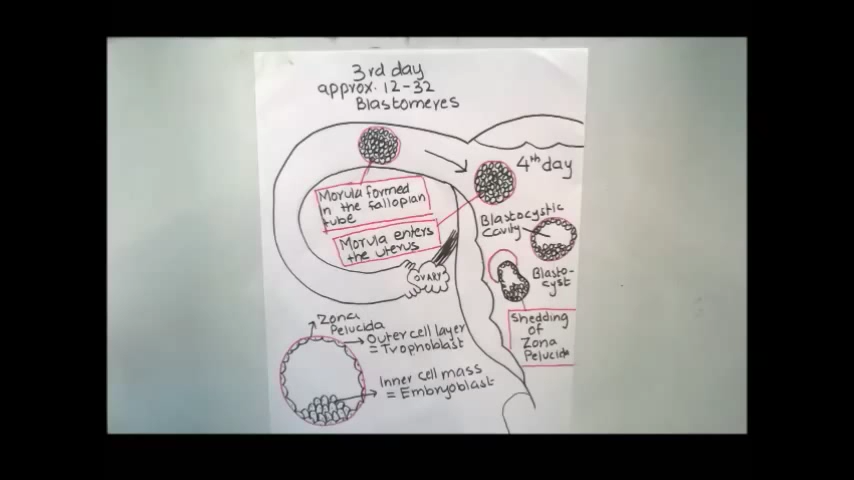 3rd day
approx. 12-32
Blastomeres
4th day
Morula formed
in the fallopian
tube
Morula enters
the uterus
Blastocystic
cavity
OVARY
Blasto-
cyst
Shedding
of
Zona
Pelucida
Zona
Pelucida
Outer cell layer
= Trophoblast
Inner cell mass
= Embryoblast